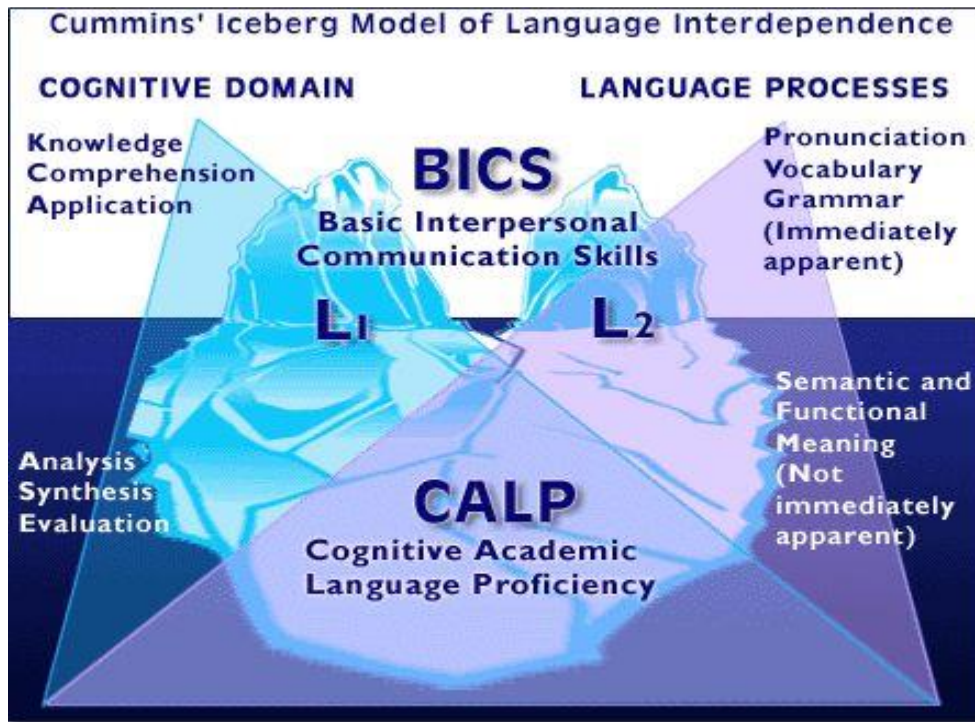 Cummins' Iceberg Model of Language Interdependence
COGNITIVE DOMAIN
LANGUAGE PROCESSES
Knowledge
Comprehension
Application
BICS
Basic Interpersonal
Communication Skills
Pronunciation
Vocabulary
Grammar
(Immediately
apparent)
L1
L2
Analysis
Synthesis
Evaluation
CALP
Cognitive Academic
Language Proficiency
Semantic and
Functional
Meaning
(Not
immediately
apparent)